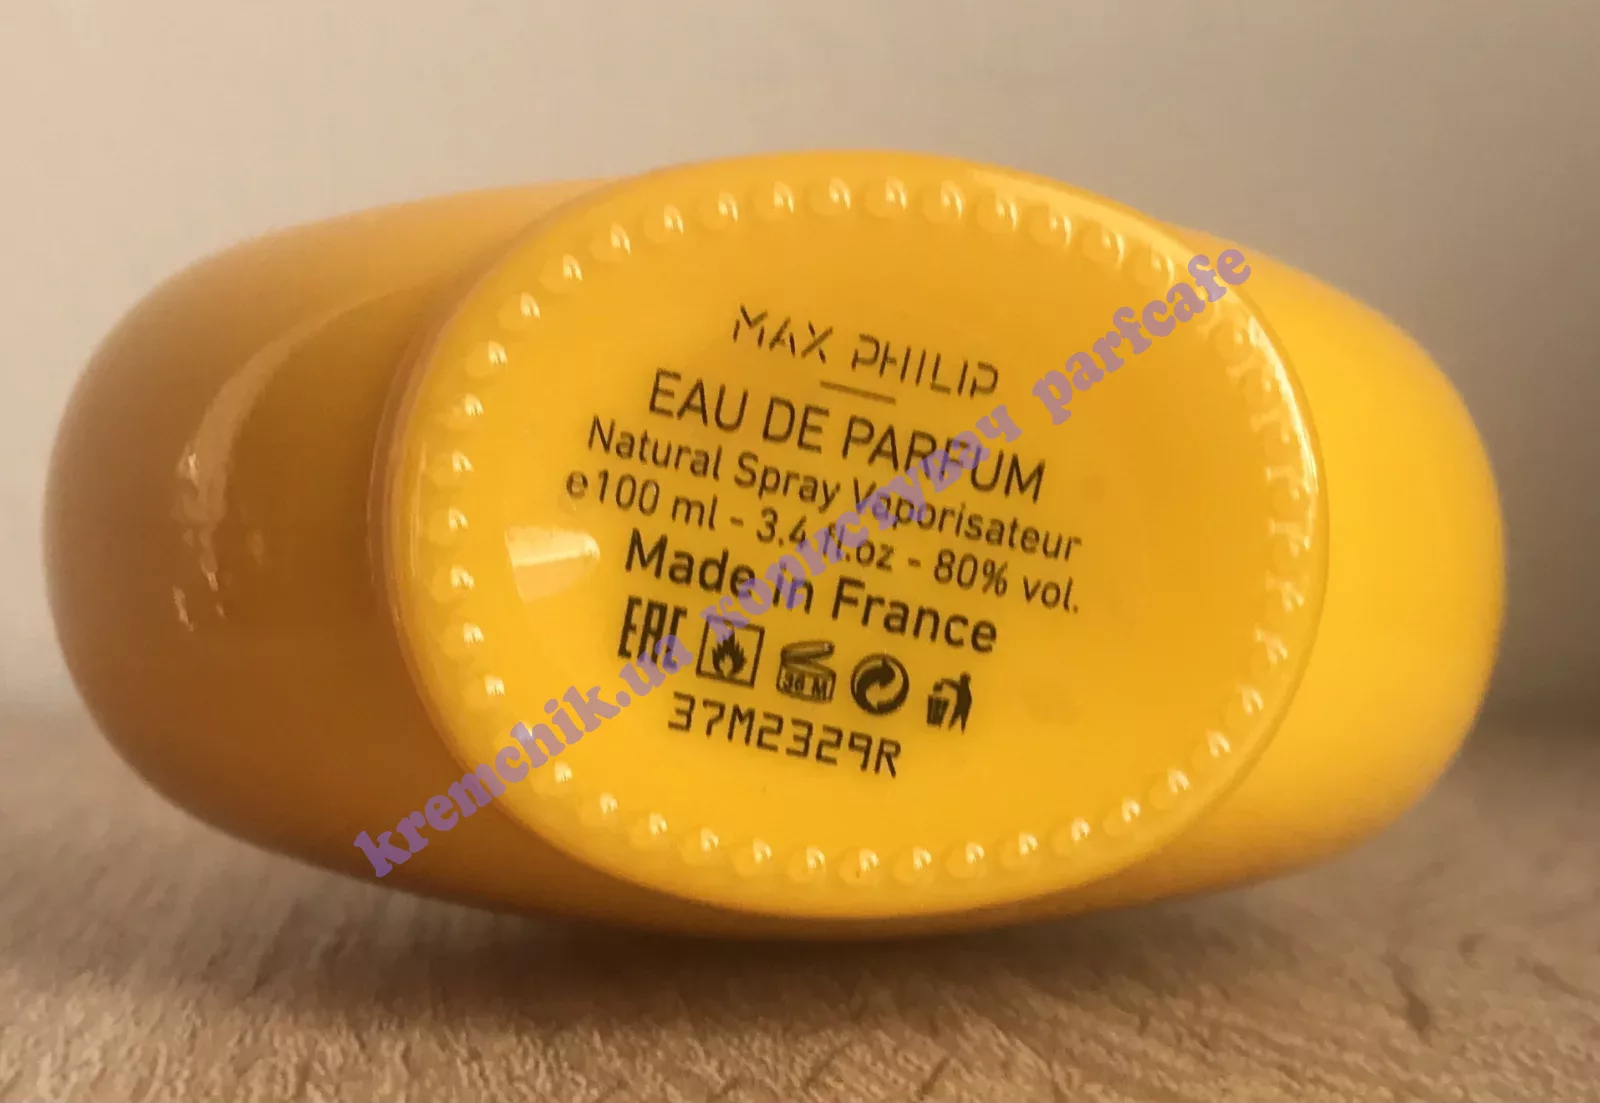 MAX PHILIP
EAU DE PARFUM
Natural Spray Vaporisateur
e100 ml - 3.4 fl.oz - 80% vol.
Made in France
EAC
36 M
37M2329R
kremchik.ua користувач parfcafe